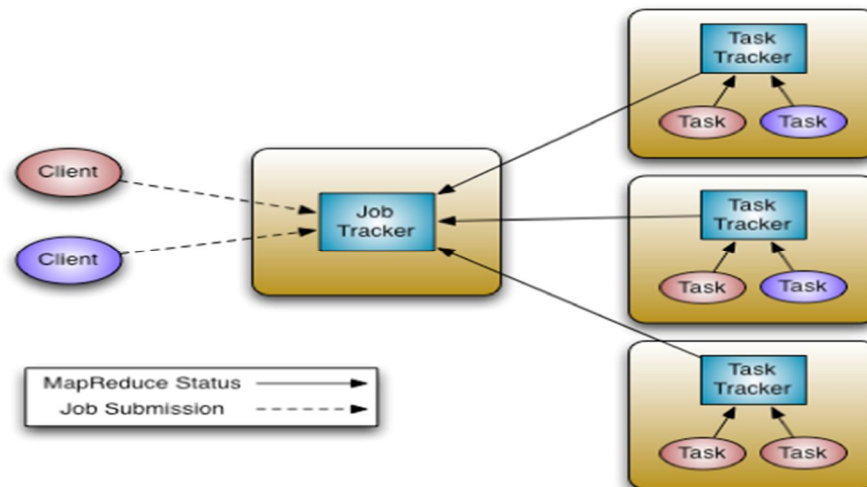 Client
Client
Job
Tracker
Task
Tracker
Task Task
Task
Tracker
Task Task
Task
Tracker
Task Task
MapReduce Status
Job Submission